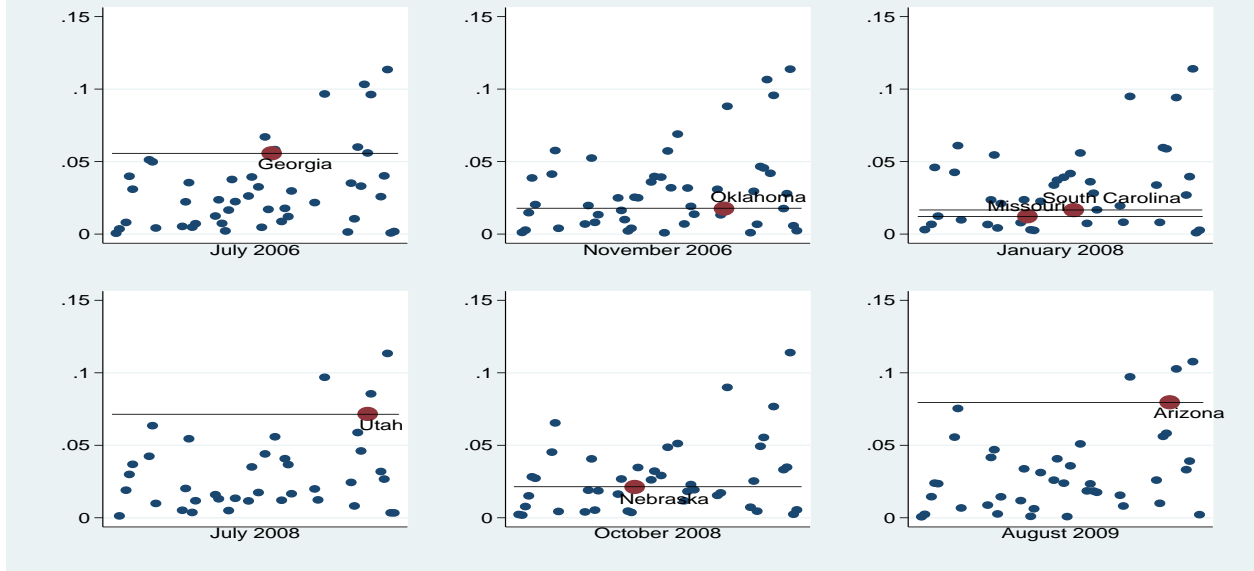 .15
.1
.05
0
Georgia
July 2006
.15
.1
.05
0
Oklahoma
November 2006
.15
.1
.05
0
South Carolina
Missouri
January 2008
.15
.1
.05
0
Utah
July 2008
.15
.1
.05
0
Nebraska
October 2008
.15
.1
.05
0
Arizona
August 2009